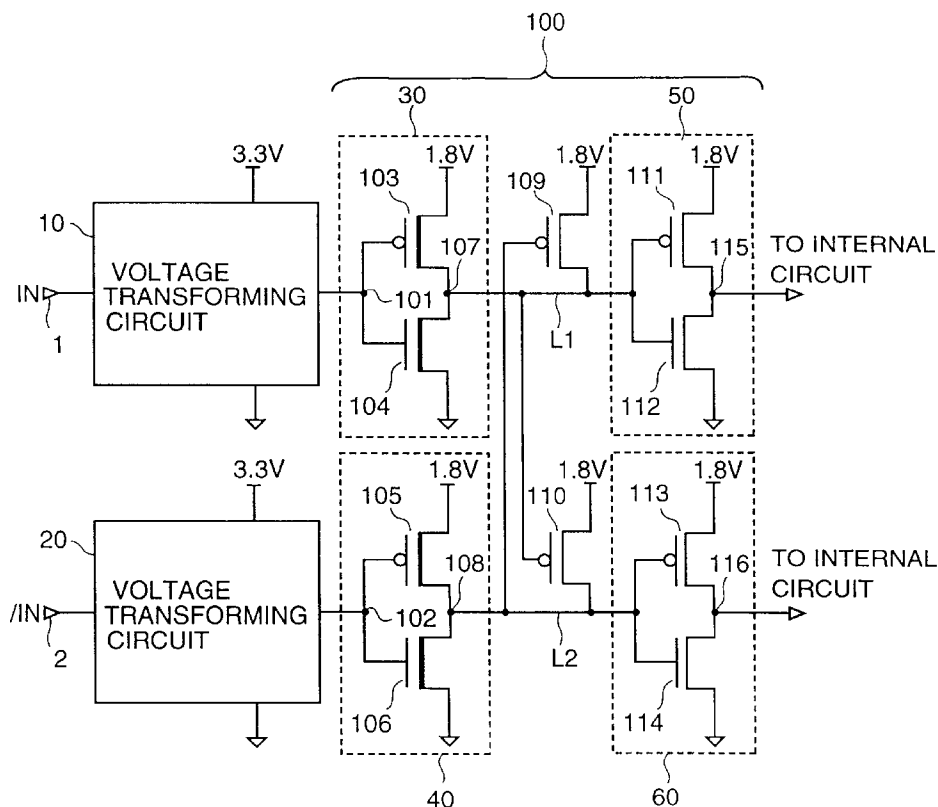 100
30
50
3.3V
1.8V
1.8V
1.8V
103
109
111
10
VOLTAGE
TRANSFORMING
CIRCUIT
107
115
TO INTERNAL
CIRCUIT
IN
101
1
L1
104
112
3.3V
1.8V
1.8V
1.8V
105
110
113
20
VOLTAGE
TRANSFORMING
CIRCUIT
108
116
TO INTERNAL
CIRCUIT
/IN
102
2
L2
106
114
40
60